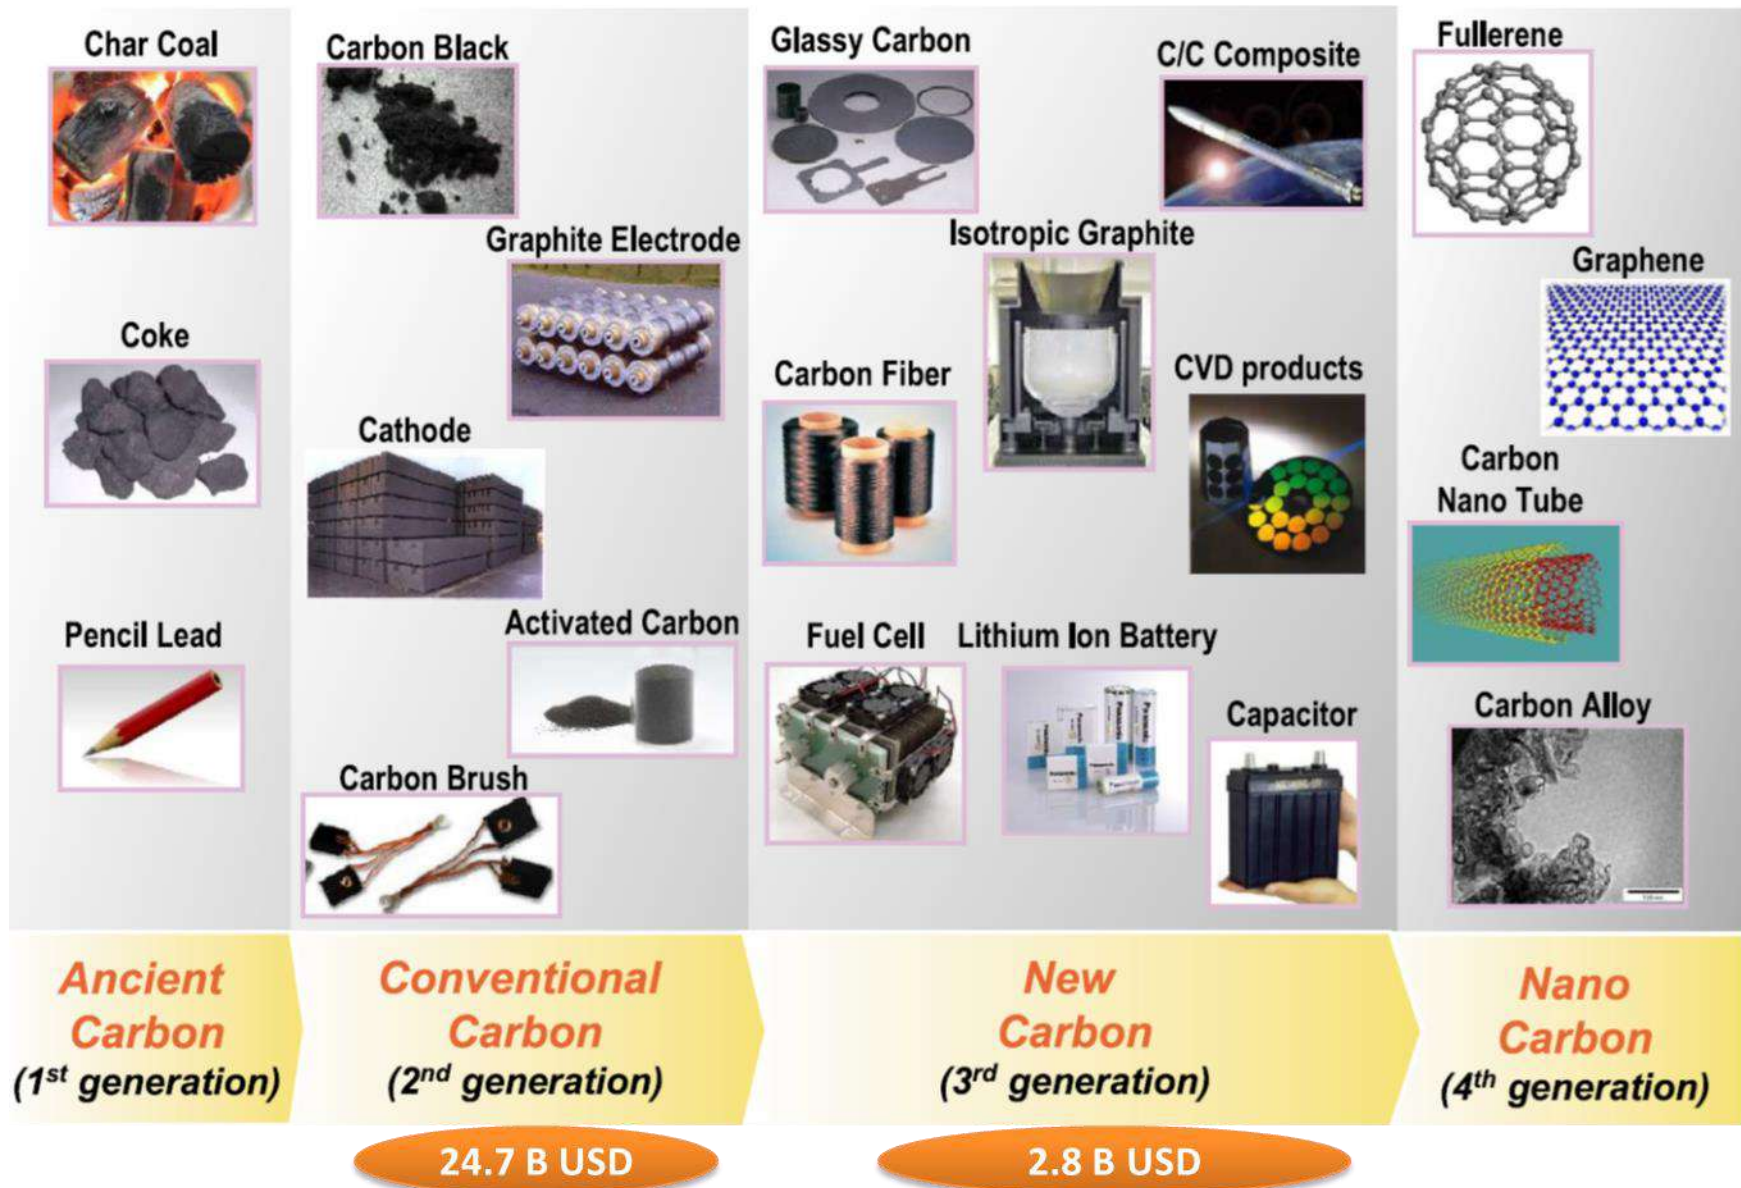 Char Coal
Coke
Pencil Lead
Carbon Black
Graphite Electrode
Cathode
Activated Carbon
Carbon Brush
Glassy Carbon
C/C Composite
Isotropic Graphite
Carbon Fiber
CVD products
Fuel Cell
Lithium Ion Battery
Panasonic
Panasonic
Capacitor
Fullerene
Graphene
Carbon
Nano Tube
Carbon Alloy
Ancient
Carbon
(1st generation)
Conventional
Carbon
(2nd generation)
New
Carbon
(3rd generation)
Nano
Carbon
(4th generation)
24.7 B USD
2.8 B USD